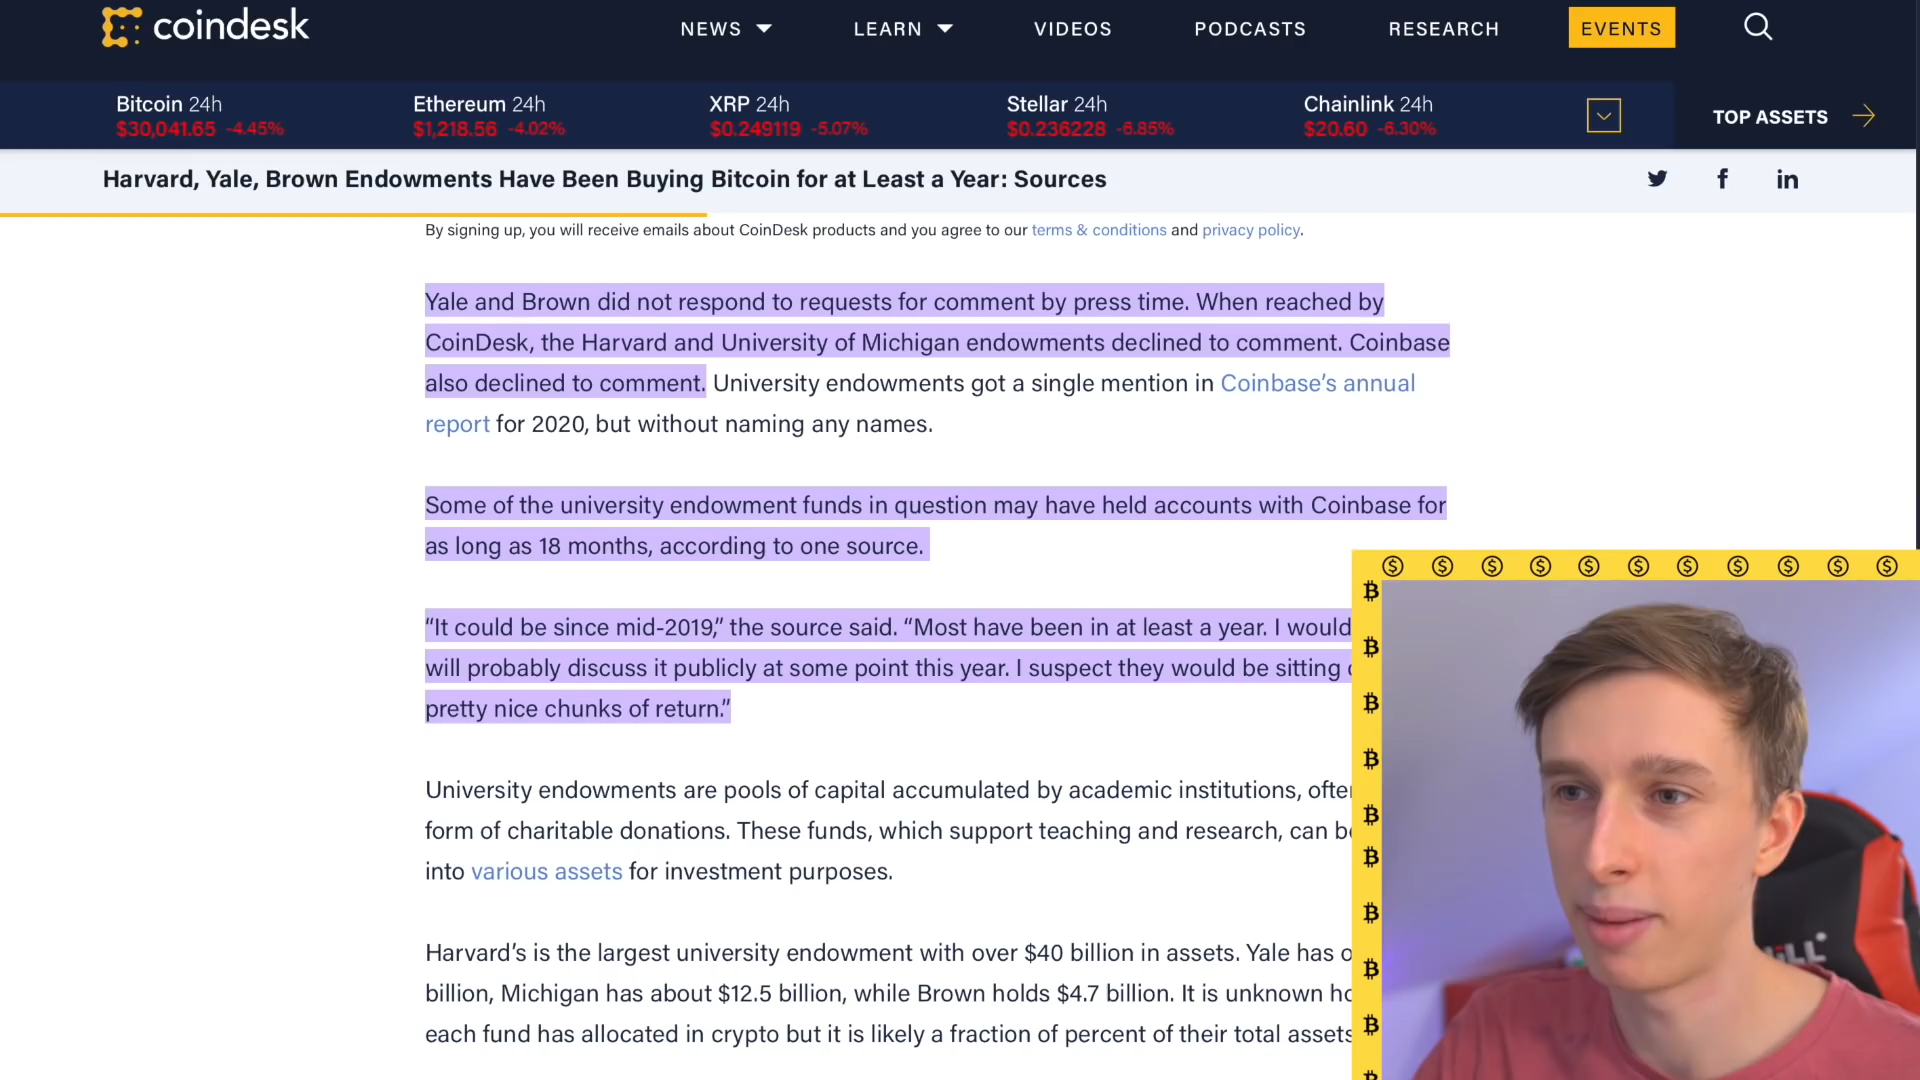 coindesk
NEWS LEARN VIDEOS PODCASTS RESEARCH EVENTS
Bitcoin 24h Ethereum 24h XRP 24h Stellar 24h Chainlink 24h
$30,041.65 -4.45% $1,218.56 -4.02% $0.249119 -5.07% $0.236228 -6.85% $20.60 -6.30%
TOP ASSETS
Harvard, Yale, Brown Endowments Have Been Buying Bitcoin for at Least a Year: Sources
By signing up, you will receive emails about CoinDesk products and you agree to our terms & conditions and privacy policy.
Yale and Brown did not respond to requests for comment by press time. When reached by
CoinDesk, the Harvard and University of Michigan endowments declined to comment. Coinbase
also declined to comment. University endowments got a single mention in Coinbase’s annual
report for 2020, but without naming any names.
Some of the university endowment funds in question may have held accounts with Coinbase for
as long as 18 months, according to one source.
“It could be since mid-2019,” the source said. “Most have been in at least a year. I would
will probably discuss it publicly at some point this year. I suspect they would be sitting
pretty nice chunks of return.”
University endowments are pools of capital accumulated by academic institutions,
form of charitable donations. These funds, which support teaching and research, can
into various assets for investment purposes.
Harvard’s is the largest university endowment with over $40 billion in assets. Yale has
billion, Michigan has about $12.5 billion, while Brown holds $4.7 billion. It is unknown
each fund has allocated in crypto but it is likely a fraction of percent of their total assets